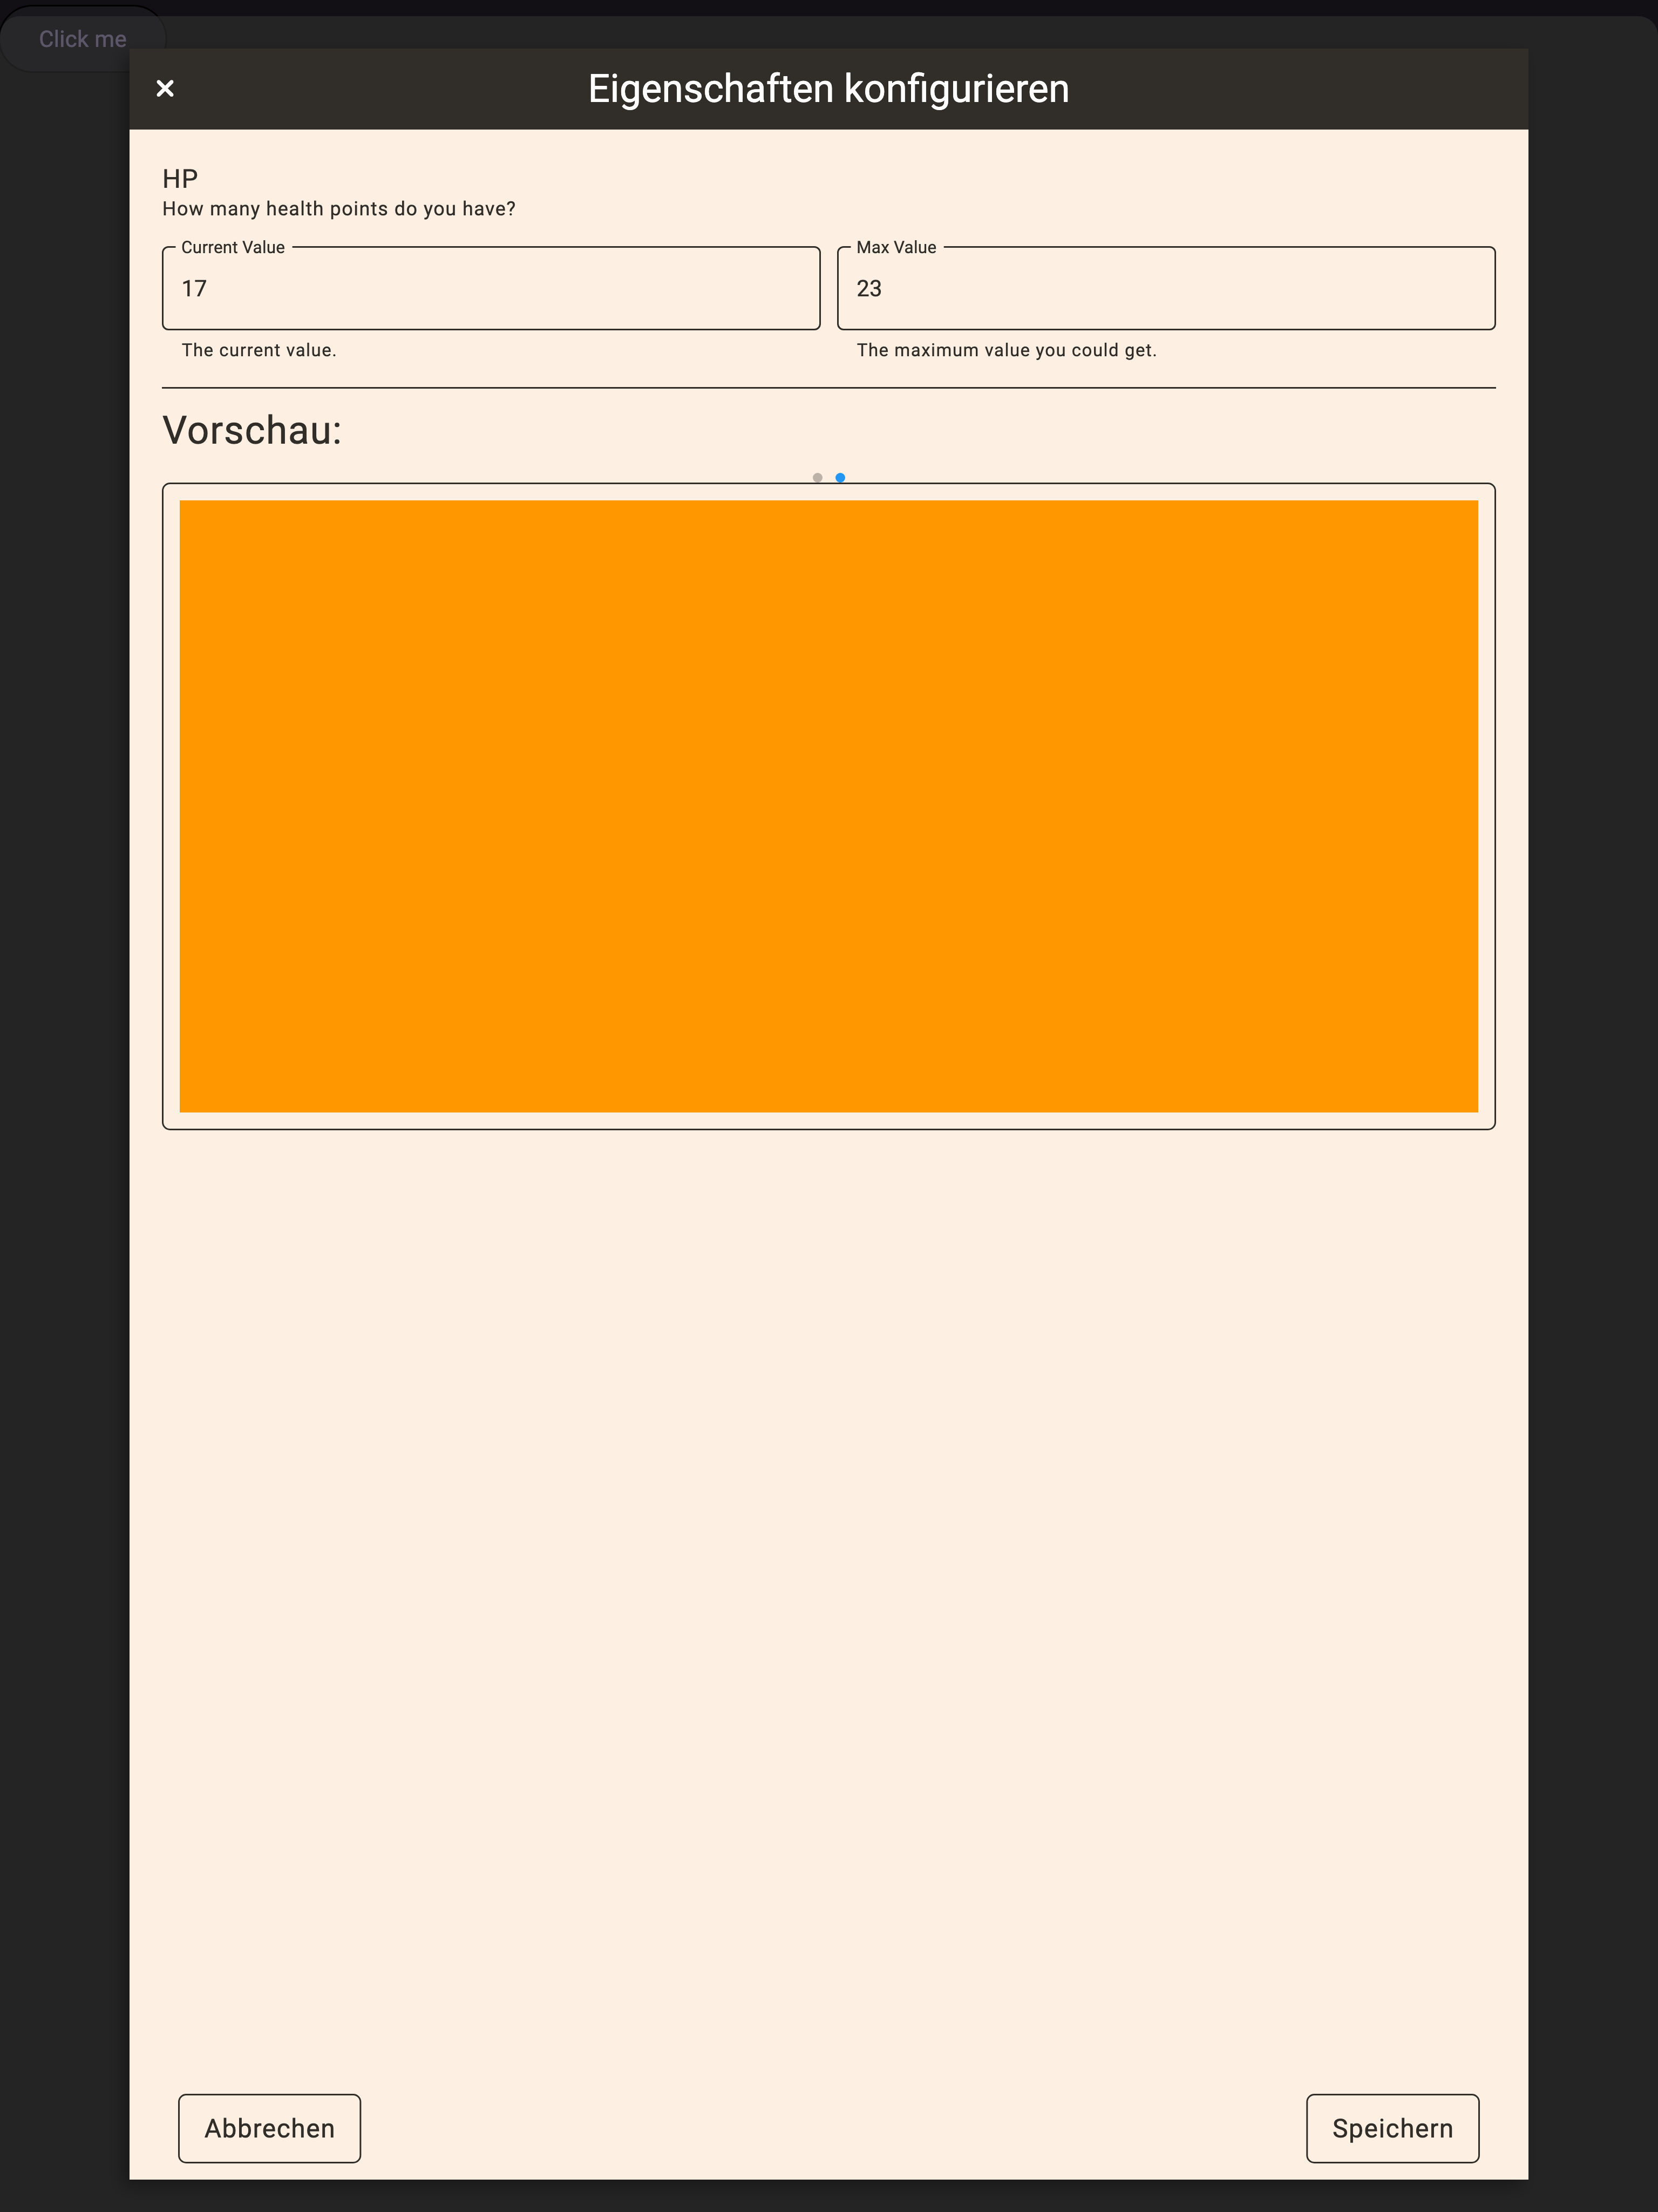 Click me
Eigenschaften konfigurieren
HP
How many health points do you have?
Current Value
Max Value
17
23
The current value.
The maximum value you could get.
Vorschau:
Abbrechen
Speichern